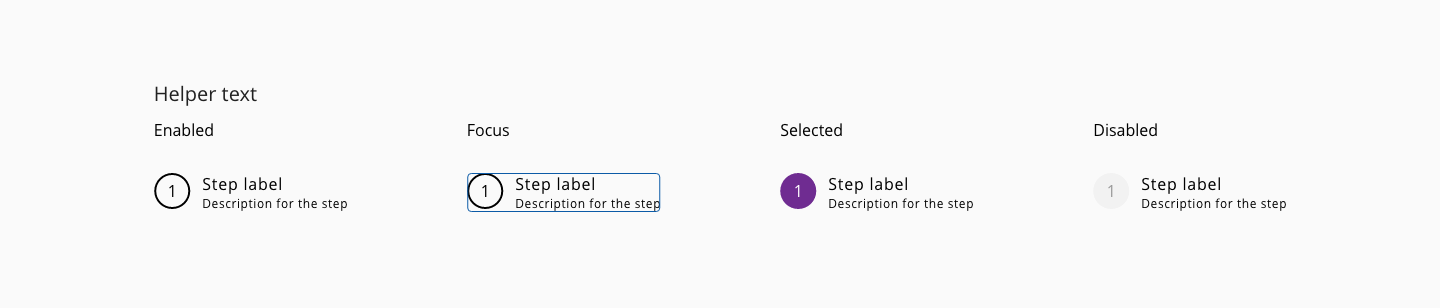 Helper text
Enabled
Focus
Selected
Disabled
1
Step label
Description for the step
1
Step label
Description for the step
1
Step label
Description for the step
1
Step label
Description for the step